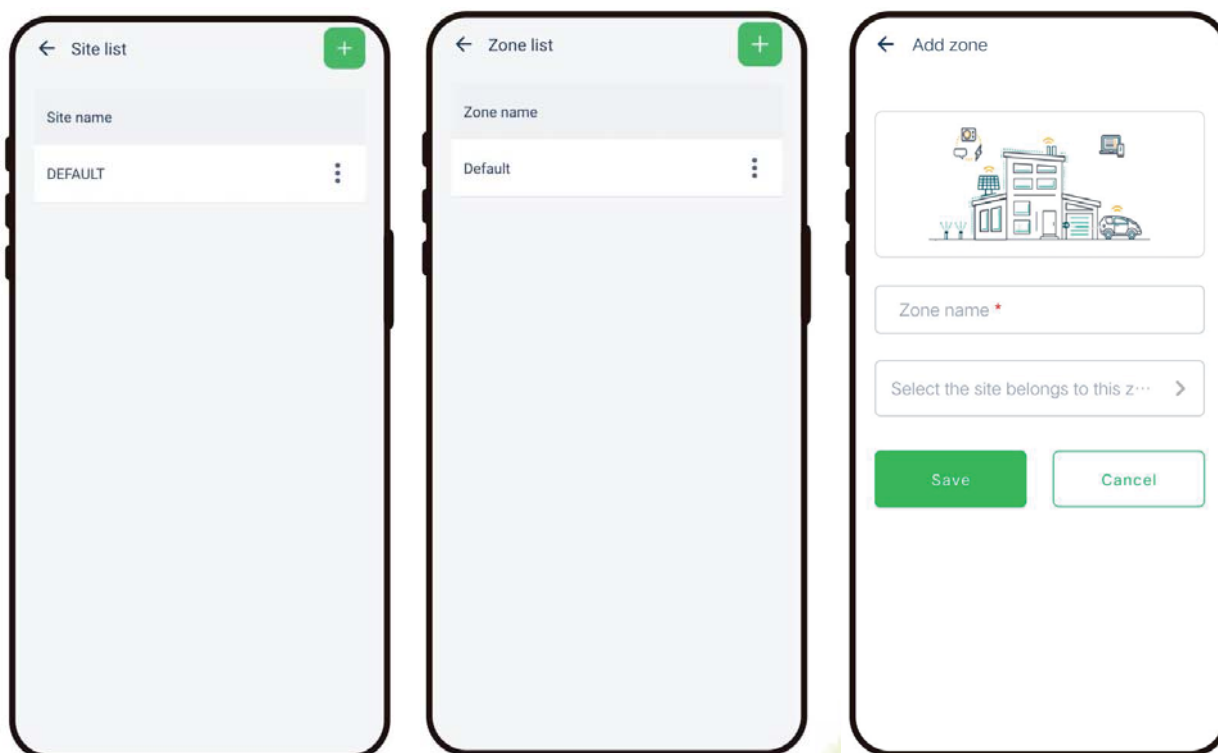 Site list
+
Site name
DEFAULT
Zone list
+
Zone name
Default
Add zone
Zone name *
Select the site belongs to this z···
Save
Cancel